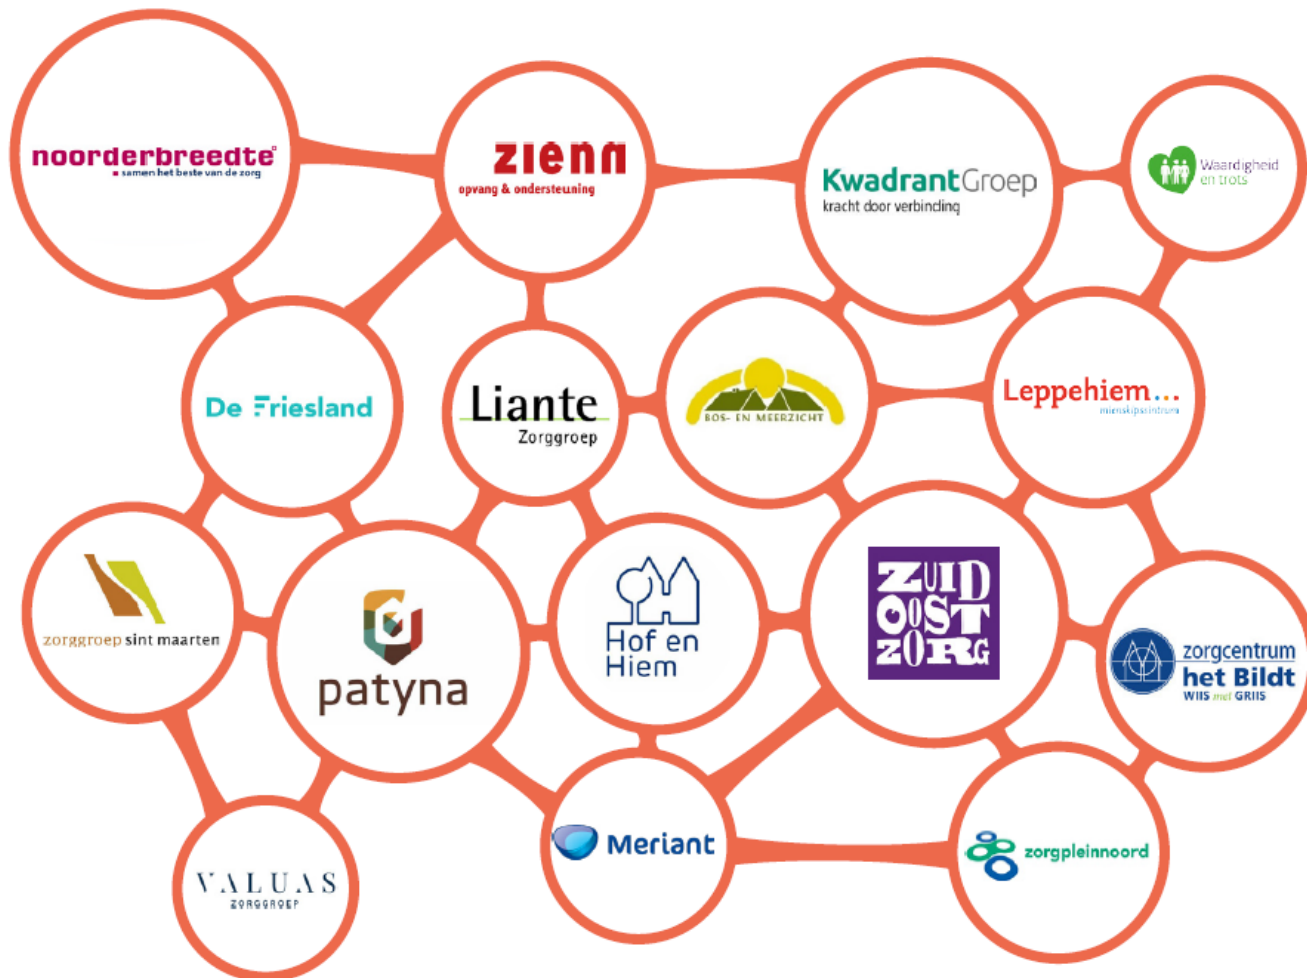 noorderbreedte
samen het beste van de zorg
zienn
opvang & ondersteuning
KwadrantGroep
kracht door verbinding
Waardigheid
en trots
De Friesland
Liante
Zorggroep
BOS- EN MEERZICHT
Leppehiem...
mienskipssintrum
zorggroep sint maarten
patyna
Hof en
Hiem
ZUID
OOST
ZORG
zorgcentrum
het Bildt
WIIS met GRIIS
VALUAS
ZORGGROEP
Meriant
zorgpleinnoord